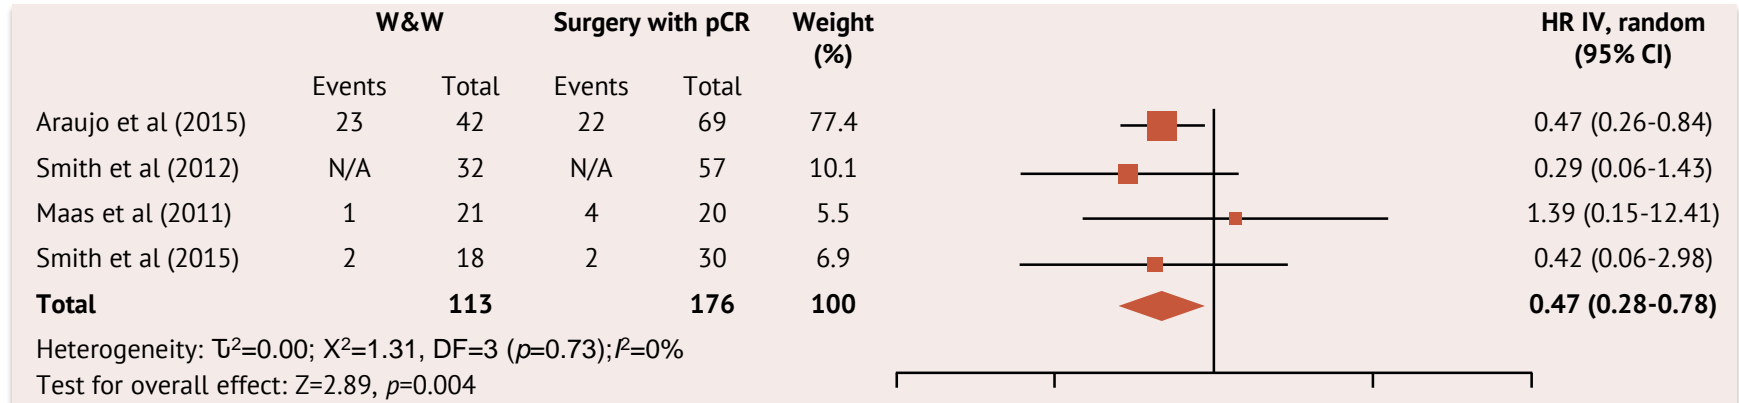 W&W Surgery with pCR Weight (%) HR IV, random (95% CI)
Events Total Events Total
Araujo et al (2015) 23 42 22 69 77.4 0.47 (0.26-0.84)
Smith et al (2012) N/A 32 N/A 57 10.1 0.29 (0.06-1.43)
Maas et al (2011) 1 21 4 20 5.5 1.39 (0.15-12.41)
Smith et al (2015) 2 18 2 30 6.9 0.42 (0.06-2.98)
Total 113 176 100 0.47 (0.28-0.78)
Heterogeneity: Ʊ²=0.00; X²=1.31, DF=3 (p=0.73);I²=0%
Test for overall effect: Z=2.89, p=0.004